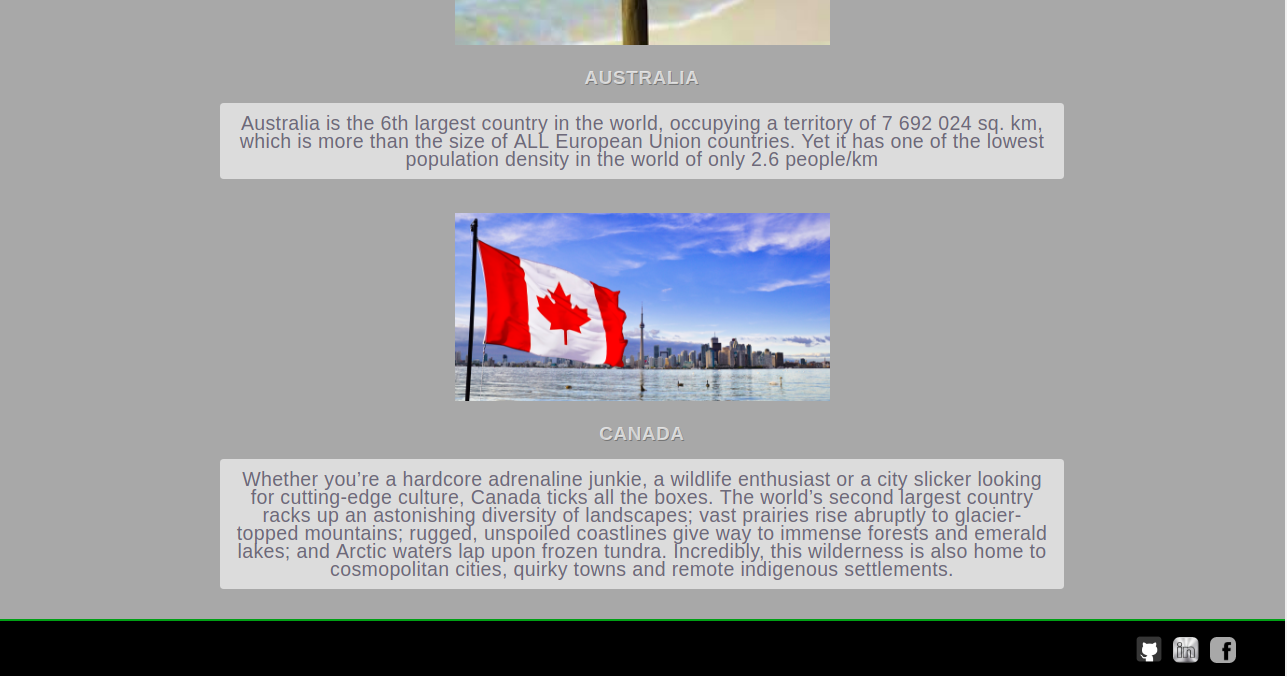 AUSTRALIA
Australia is the 6th largest country in the world, occupying a territory of 7 692 024 sq. km,
which is more than the size of ALL European Union countries. Yet it has one of the lowest
population density in the world of only 2.6 people/km
CANADA
Whether you’re a hardcore adrenaline junkie, a wildlife enthusiast or a city slicker looking
for cutting-edge culture, Canada ticks all the boxes. The world’s second largest country
racks up an astonishing diversity of landscapes; vast prairies rise abruptly to glacier-
topped mountains; rugged, unspoiled coastlines give way to immense forests and emerald
lakes; and Arctic waters lap upon frozen tundra. Incredibly, this wilderness is also home to
cosmopolitan cities, quirky towns and remote indigenous settlements.
in f